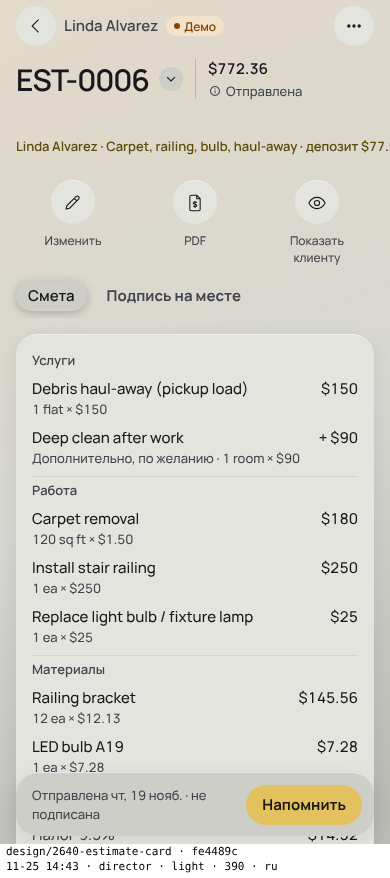 Linda Alvarez
Демо
EST-0006
$772.36
Отправлена
Linda Alvarez · Carpet, railing, bulb, haul-away · депозит $77.
Изменить
PDF
Показать клиенту
Смета
Подпись на месте
Услуги
Debris haul-away (pickup load) $150
1 flat × $150
Deep clean after work + $90
Дополнительно, по желанию · 1 room × $90
Работа
Carpet removal $180
120 sq ft × $1.50
Install stair railing $250
1 ea × $250
Replace light bulb / fixture lamp $25
1 ea × $25
Материалы
Railing bracket $145.56
12 ea × $12.13
LED bulb A19 $7.28
1 ea × $7.28
Отправлена чт, 19 нояб. · не подписана
Напомнить
design/2640-estimate-card · fe4489c
11-25 14:43 · director · light · 390 · ru